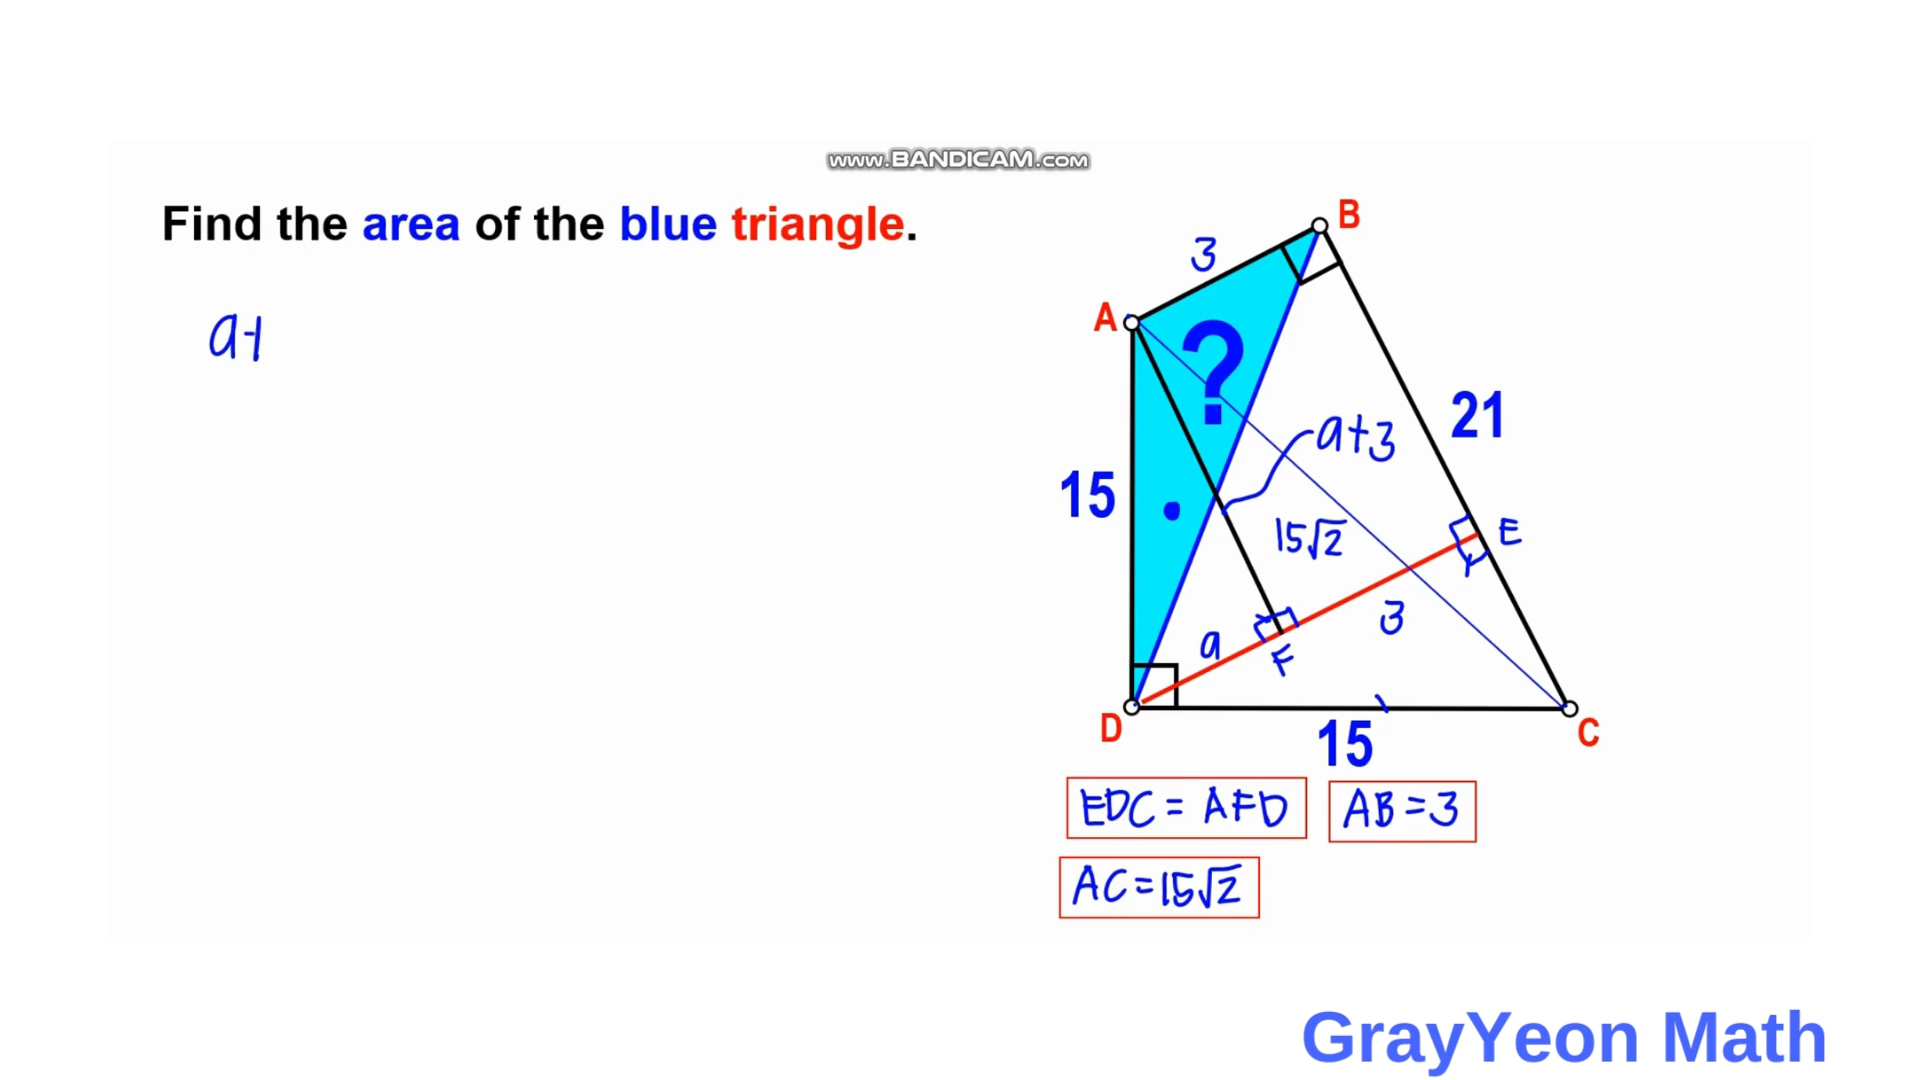 www.BANDICAM.com
Find the area of the blue triangle.
a+
B
3
A
?
21
a+3
15
15√2
E
3
a
F
D
C
15
EDC = AFD
AB = 3
AC = 15√2
GrayYeon Math